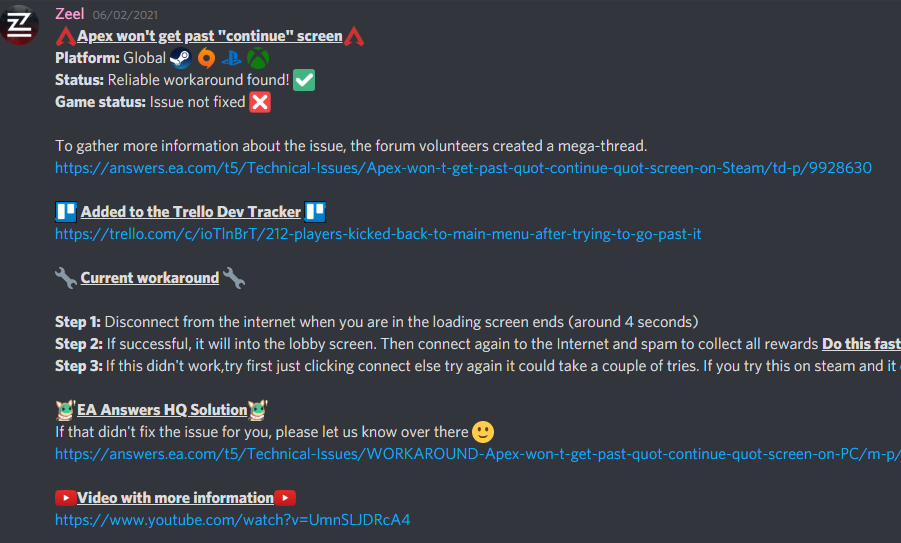 Zeel 06/02/2021
Apex won't get past "continue" screen
Platform: Global
Status: Reliable workaround found!
Game status: Issue not fixed
To gather more information about the issue, the forum volunteers created a mega-thread.
https://answers.ea.com/t5/Technical-Issues/Apex-won-t-get-past-quot-continue-quot-screen-on-Steam/td-p/9928630
Added to the Trello Dev Tracker
https://trello.com/c/ioTlnBrT/212-players-kicked-back-to-main-menu-after-trying-to-go-past-it
Current workaround
Step 1: Disconnect from the internet when you are in the loading screen ends (around 4 seconds)
Step 2: If successful, it will into the lobby screen. Then connect again to the Internet and spam to collect all rewards Do this fast
Step 3: If this didn't work,try first just clicking connect else try again it could take a couple of tries. If you try this on steam and it
EA Answers HQ Solution
If that didn't fix the issue for you, please let us know over there
https://answers.ea.com/t5/Technical-Issues/WORKAROUND-Apex-won-t-get-past-quot-continue-quot-screen-on-PC/m-p/
Video with more information
https://www.youtube.com/watch?v=UmnSLJDRcA4